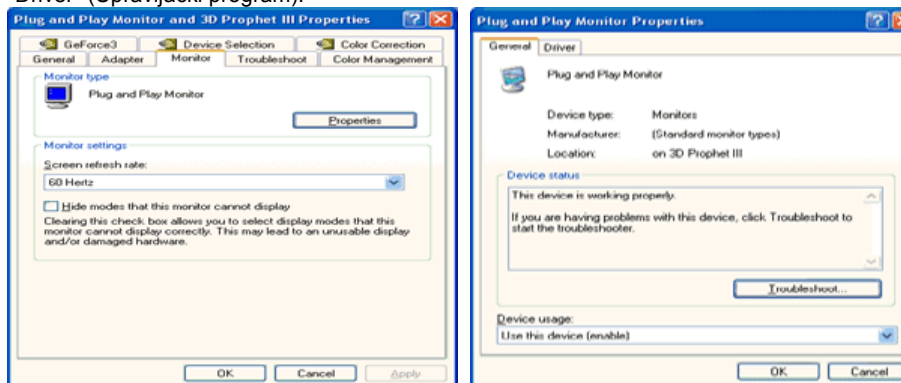 "Driver" (Upravljački program).
Plug and Play Monitor and 3D Prophet III Properties
GeForce3 Device Selection Color Correction
General Adapter Monitor Troubleshoot Color Management
Monitor type
Plug and Play Monitor
Properties
Monitor settings
Screen refresh rate:
60 Hertz
Hide modes that this monitor cannot display
Clearing this check box allows you to select display modes that this
monitor cannot display correctly. This may lead to an unusable display
and/or damaged hardware.
OK Cancel Apply
Plug and Play Monitor Properties
General Driver
Plug and Play Monitor
Device type: Monitors
Manufacturer: (Standard monitor types)
Location: on 3D Prophet III
Device status
This device is working properly.
If you are having problems with this device, click Troubleshoot to
start the troubleshooter.
Troubleshoot...
Device usage:
Use this device (enable)
OK Cancel